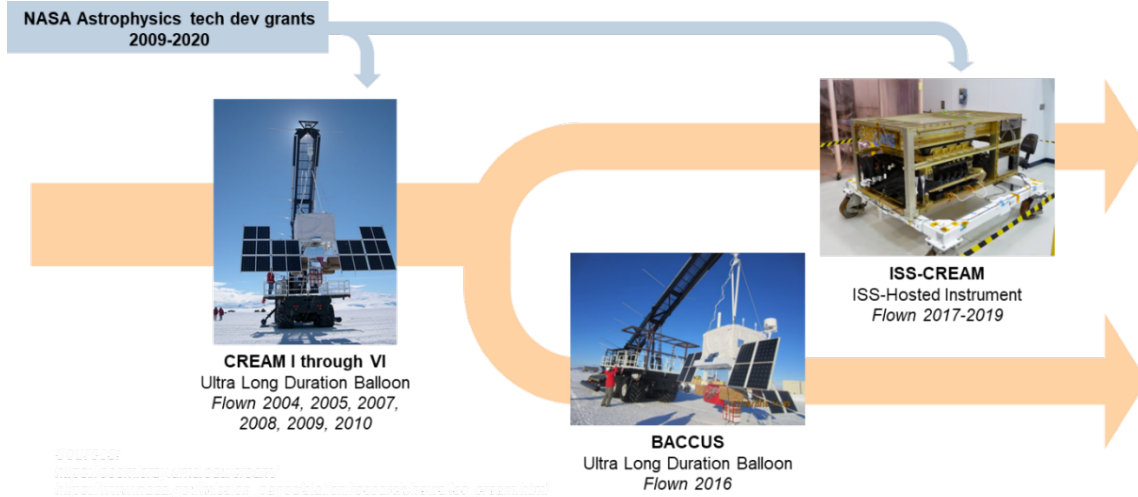 NASA Astrophysics tech dev grants
2009-2020
CREAM I through VI
Ultra Long Duration Balloon
Flown 2004, 2005, 2007,
2008, 2009, 2010
ISS-CREAM
ISS-Hosted Instrument
Flown 2017-2019
BACCUS
Ultra Long Duration Balloon
Flown 2016